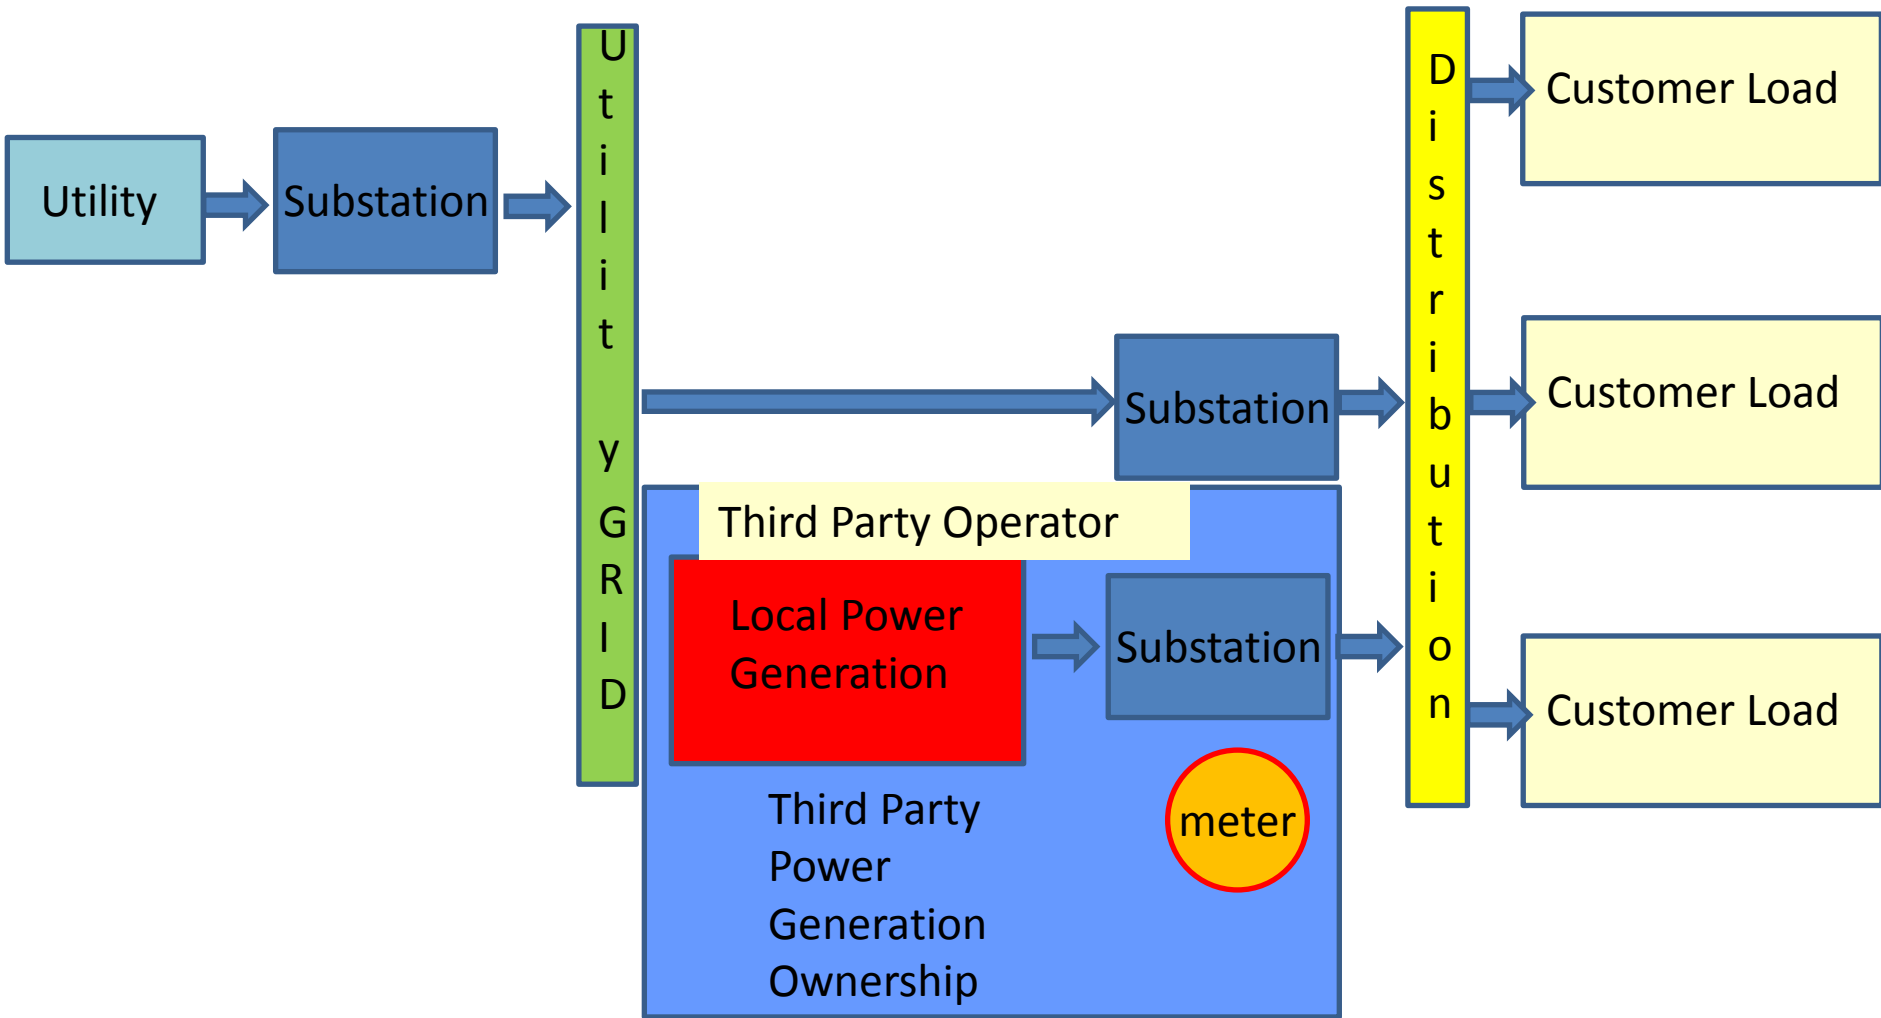 Utility
Substation
Utility GRID
Substation
Third Party Operator
Local Power
Generation
Substation
meter
Third Party
Power
Generation
Ownership
Distribution
Customer Load
Customer Load
Customer Load